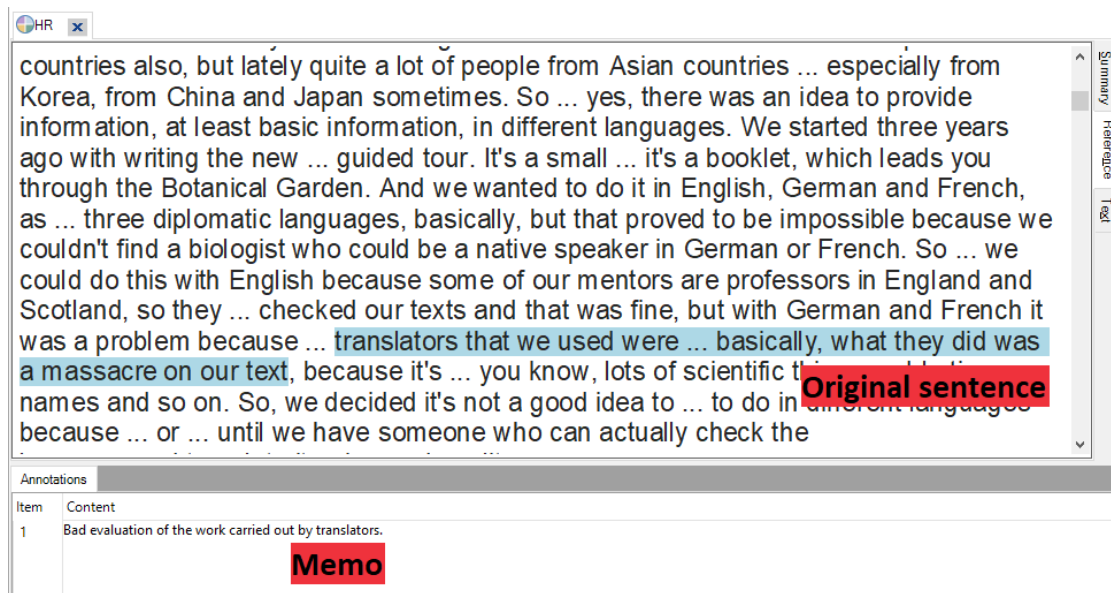 HR
countries also, but lately quite a lot of people from Asian countries ... especially from
Korea, from China and Japan sometimes. So ... yes, there was an idea to provide
information, at least basic information, in different languages. We started three years
ago with writing the new ... guided tour. It's a small ... it's a booklet, which leads you
through the Botanical Garden. And we wanted to do it in English, German and French,
as ... three diplomatic languages, basically, but that proved to be impossible because we
couldn't find a biologist who could be a native speaker in German or French. So ... we
could do this with English because some of our mentors are professors in England and
Scotland, so they ... checked our texts and that was fine, but with German and French it
was a problem because ... translators that we used were ... basically, what they did was
a massacre on our text, because it's ... you know, lots of scientific
Original sentence
names and so on. So, we decided it's not a good idea to ... to do in different languages
because ... or ... until we have someone who can actually check the
Summary
Reference
Text
Annotations
Item Content
1 Bad evaluation of the work carried out by translators.
Memo